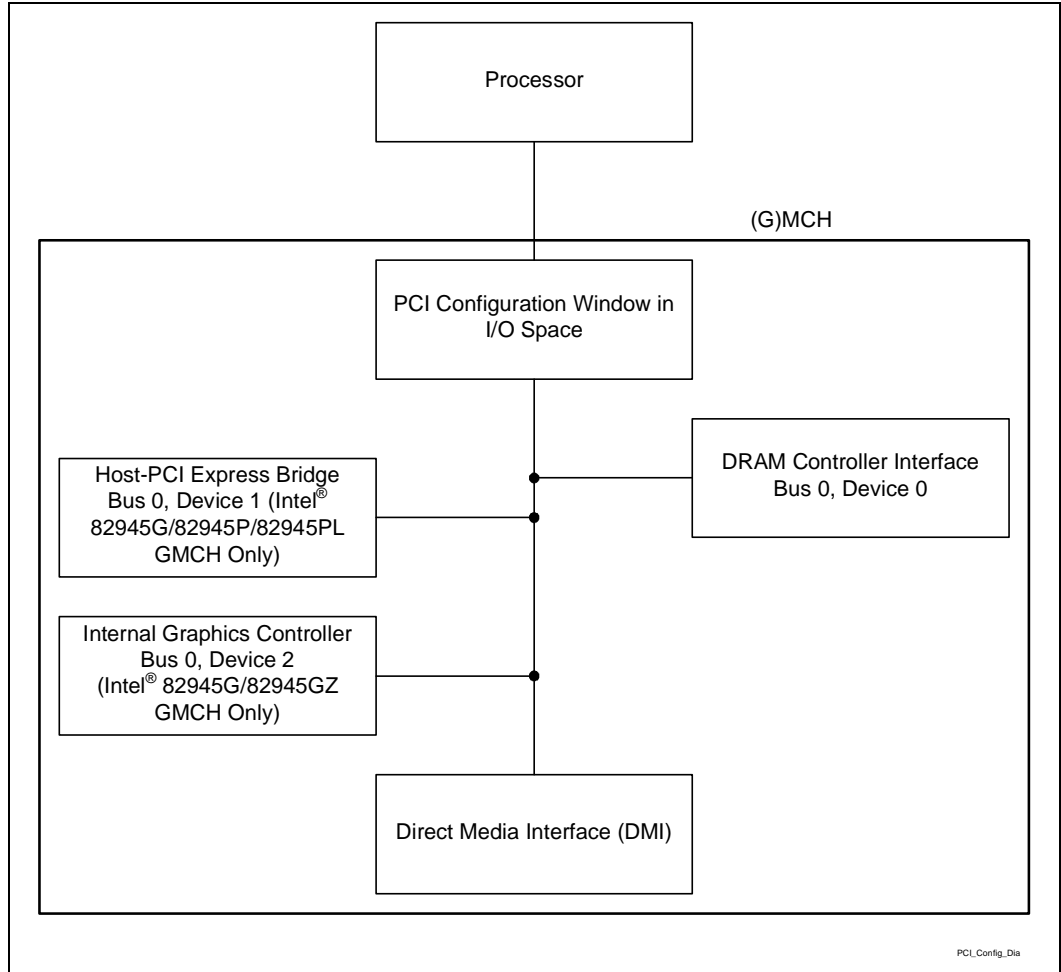 Processor
(G)MCH
PCI Configuration Window in
I/O Space
DRAM Controller Interface
Bus 0, Device 0
Host-PCI Express Bridge
Bus 0, Device 1 (Intel®
82945G/82945P/82945PL
GMCH Only)
Internal Graphics Controller
Bus 0, Device 2
(Intel® 82945G/82945GZ
GMCH Only)
Direct Media Interface (DMI)
PCI_Config_Dia